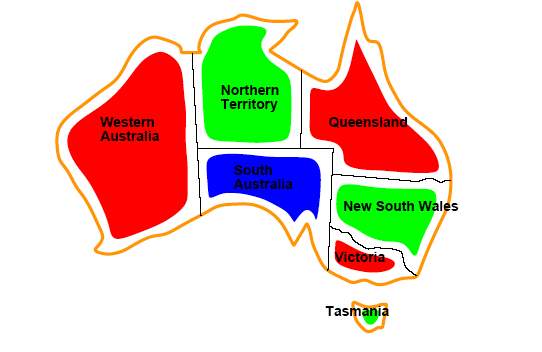 Northern
Territory
Western
Australia
Queensland
South
Australia
New South Wales
Victoria
Tasmania